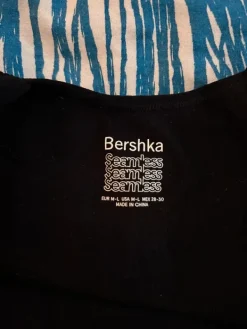 Bershka
Seamless
Seamless
Seamless
EUR M-L USA M-L MEX 28-30
MADE IN CHINA